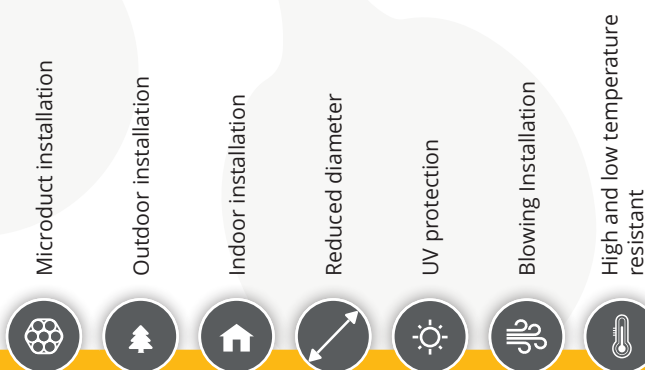 Microduct installation
Outdoor installation
Indoor installation
Reduced diameter
UV protection
Blowing Installation
High and low temperature
resistant